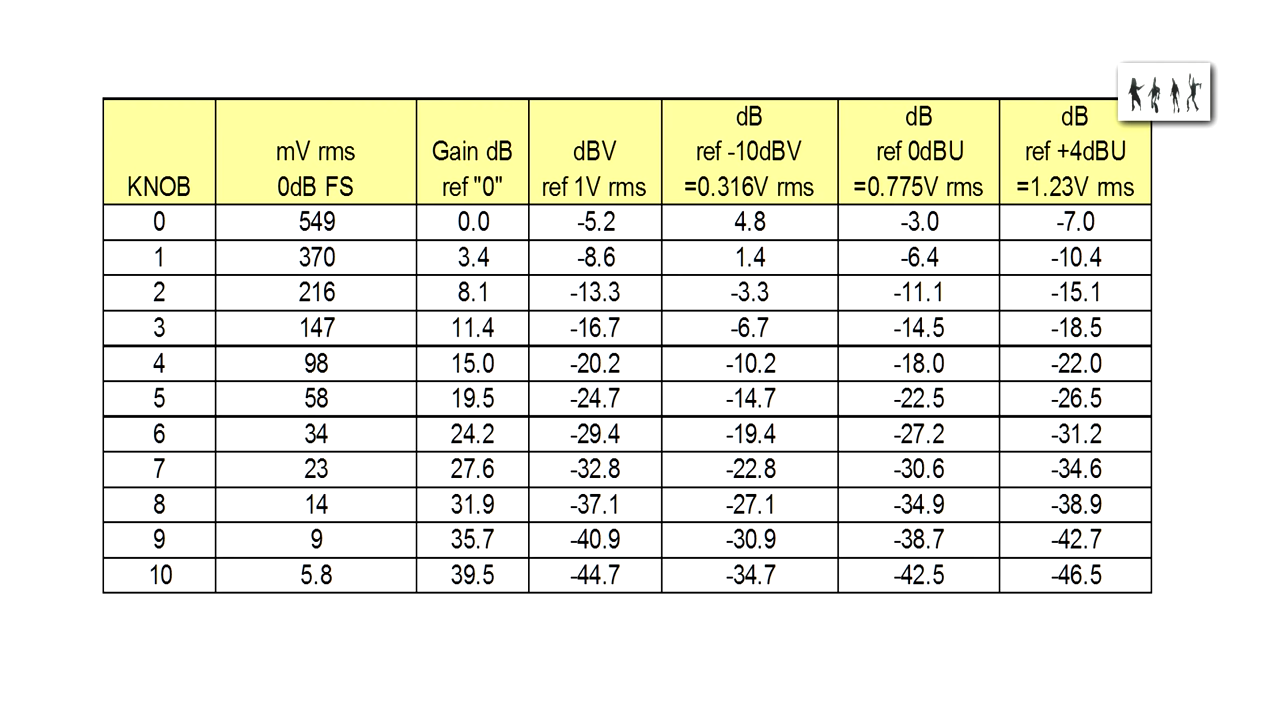 dB dB dB
mV rms Gain dB dBV ref -10dBV ref 0dBU ref +4dBU
KNOB 0dB FS ref "0" ref 1V rms =0.316V rms =0.775V rms =1.23V rms
0 549 0.0 -5.2 4.8 -3.0 -7.0
1 370 3.4 -8.6 1.4 -6.4 -10.4
2 216 8.1 -13.3 -3.3 -11.1 -15.1
3 147 11.4 -16.7 -6.7 -14.5 -18.5
4 98 15.0 -20.2 -10.2 -18.0 -22.0
5 58 19.5 -24.7 -14.7 -22.5 -26.5
6 34 24.2 -29.4 -19.4 -27.2 -31.2
7 23 27.6 -32.8 -22.8 -30.6 -34.6
8 14 31.9 -37.1 -27.1 -34.9 -38.9
9 9 35.7 -40.9 -30.9 -38.7 -42.7
10 5.8 39.5 -44.7 -34.7 -42.5 -46.5